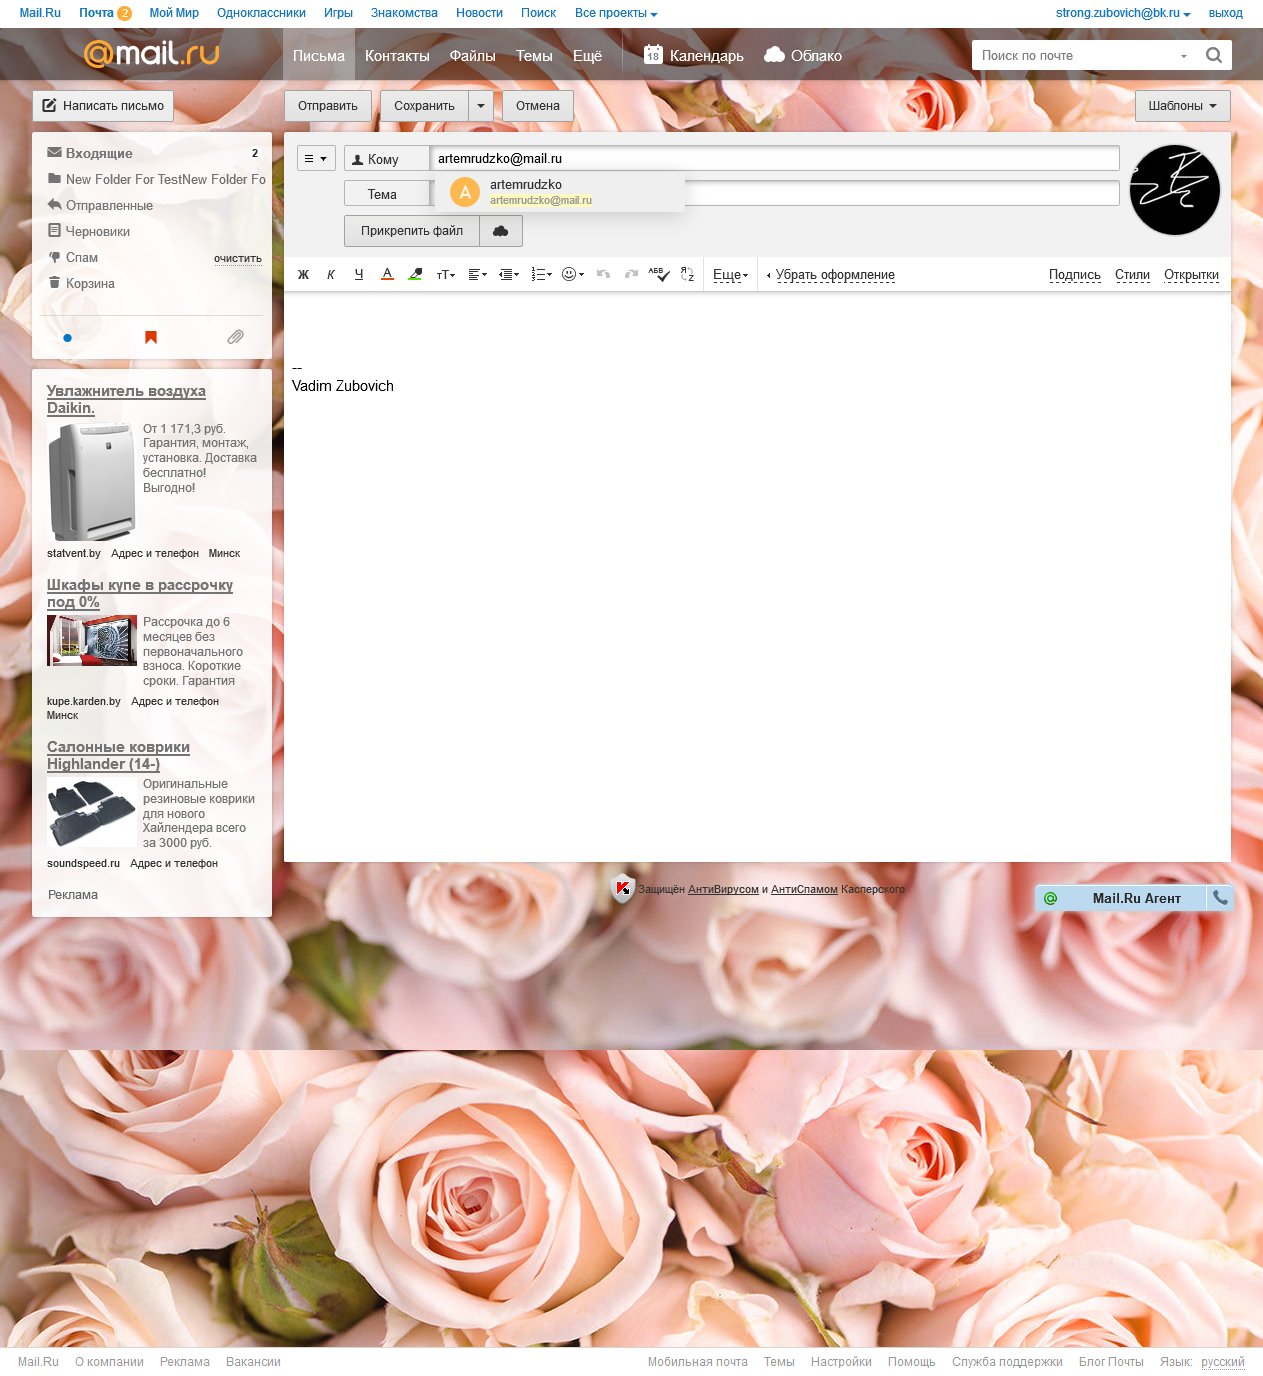 Mail.Ru Почта 2 Мой Мир Одноклассники Игры Знакомства Новости Поиск Все проекты strong.zubovich@bk.ru выход
@mail.ru Письма Контакты Файлы Темы Ещё 18 Календарь Облако Поиск по почте
Написать письмо Отправить Сохранить Отмена Шаблоны
Входящие 2
New Folder For TestNew Folder Fo
Отправленные
Черновики
Спам очистить
Корзина
Кому artemrudzko@mail.ru
A artemrudzko
artemrudzko@mail.ru
Тема
Прикрепить файл
Ж К Ч А тТ АБВ Я Z Еще Убрать оформление Подпись Стили Открытки
--
Vadim Zubovich
Увлажнитель воздуха
Daikin.
От 1 171,3 руб.
Гарантия, монтаж,
установка. Доставка
бесплатно!
Выгодно!
statvent.by Адрес и телефон Минск
Шкафы купе в рассрочку
под 0%
Рассрочка до 6
месяцев без
первоначального
взноса. Короткие
сроки. Гарантия
kupe.karden.by Адрес и телефон
Минск
Салонные коврики
Highlander (14-)
Оригинальные
резиновые коврики
для нового
Хайлендера всего
за 3000 руб.
soundspeed.ru Адрес и телефон
Реклама
Защищён АнтиВирусом и АнтиСпамом Касперского
Mail.Ru Агент
Mail.Ru О компании Реклама Вакансии Мобильная почта Темы Настройки Помощь Служба поддержки Блог Почты Язык: русский